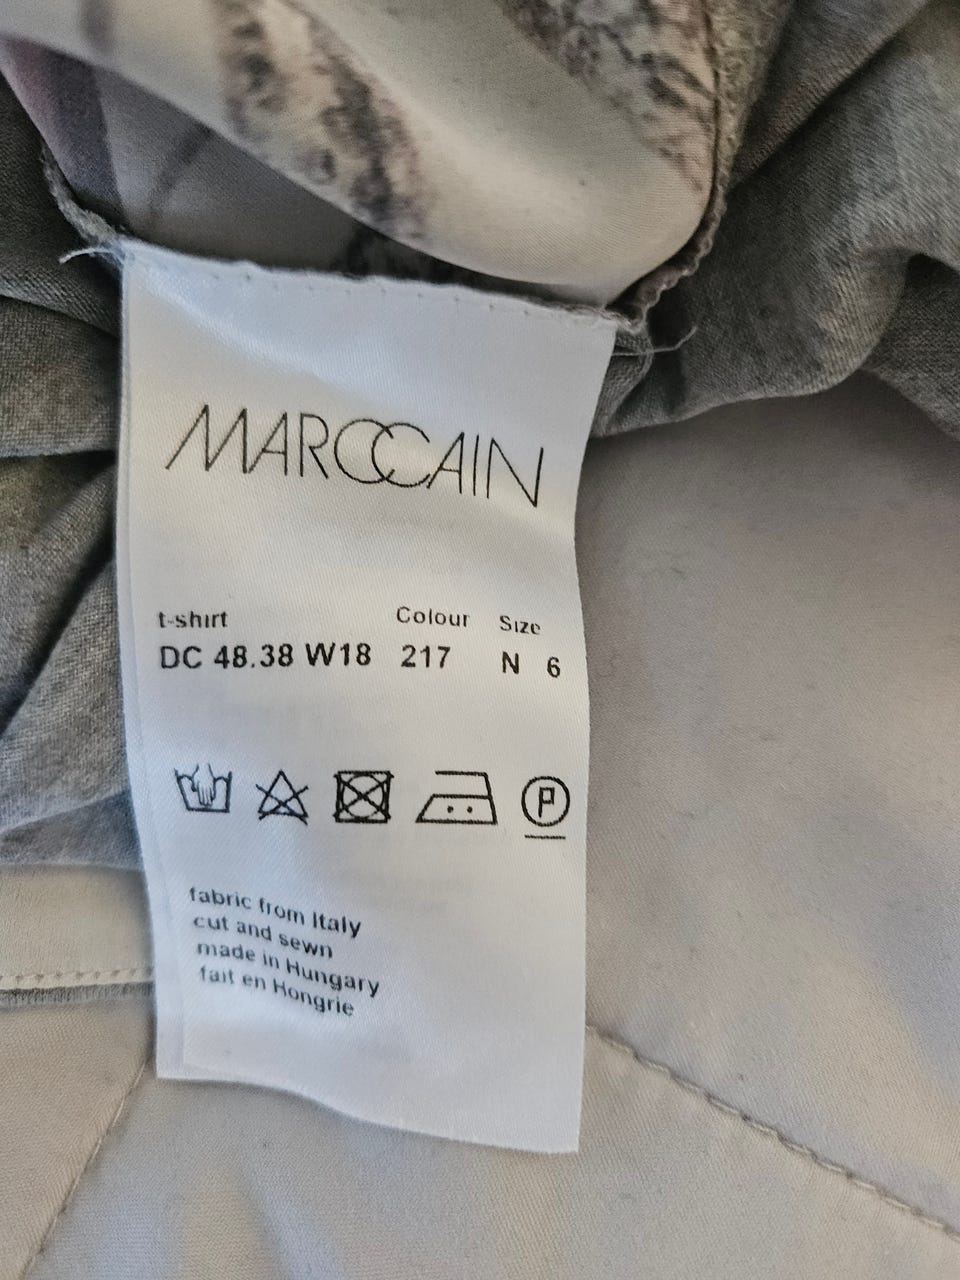 MARCCAIN
t-shirt Colour Size
DC 48.38 W18 217 N 6
P
fabric from Italy
cut and sewn
made in Hungary
fait en Hongrie